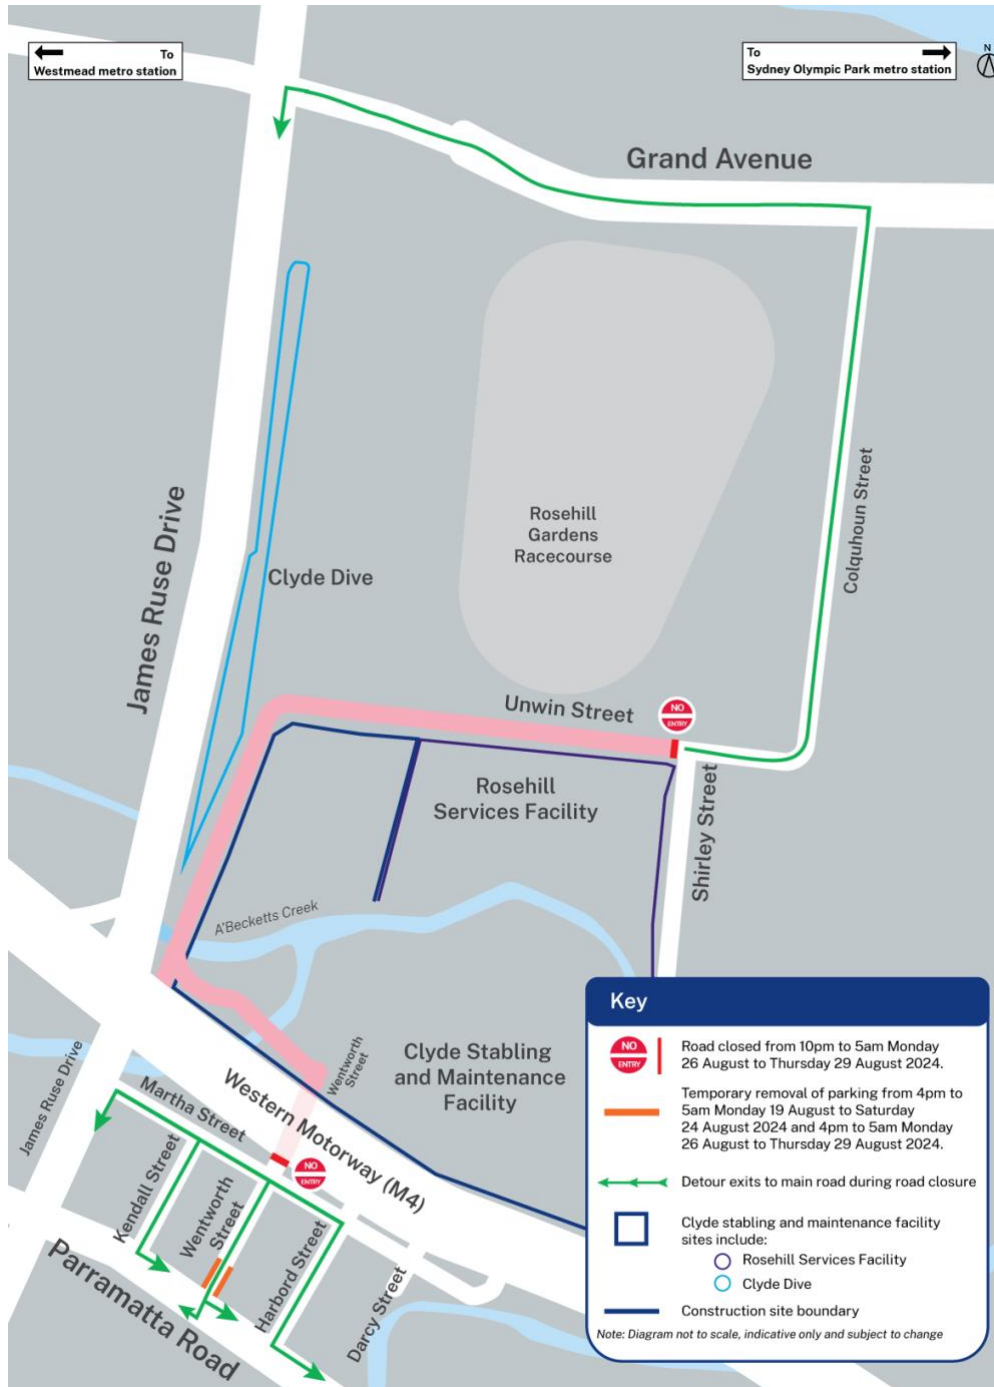 To
Westmead metro station
To
Sydney Olympic Park metro station
N
Grand Avenue
Colquhoun Street
James Ruse Drive
Rosehill
Gardens
Racecourse
Clyde Dive
Unwin Street
NO
ENTRY
Rosehill
Services Facility
Shirley Street
A'Becketts Creek
Clyde Stabling
and Maintenance
Facility
Wentworth
Street
Western Motorway (M4)
James Ruse Drive
Martha Street
NO
ENTRY
Kendall Street
Wentworth
Street
Harbord Street
Darcy Street
Parramatta Road
Key
NO
ENTRY
Road closed from 10pm to 5am Monday
26 August to Thursday 29 August 2024.
Temporary removal of parking from 4pm to
5am Monday 19 August to Saturday
24 August 2024 and 4pm to 5am Monday
26 August to Thursday 29 August 2024.
Detour exits to main road during road closure
Clyde stabling and maintenance facility
sites include:
Rosehill Services Facility
Clyde Dive
Construction site boundary
Note: Diagram not to scale, indicative only and subject to change